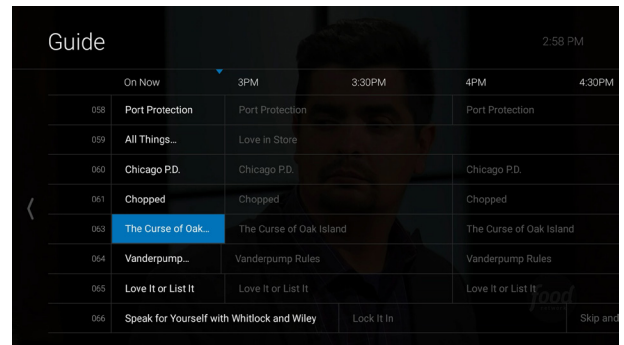 Guide 2:58 PM
On Now 3PM 3:30PM 4PM 4:30PM
058 Port Protection Port Protection Port Protection
059 All Things... Love in Store
060 Chicago P.D. Chicago P.D. Chicago P.D.
061 Chopped Chopped Chopped
063 The Curse of Oak... The Curse of Oak Island The Curse of Oak Island
064 Vanderpump... Vanderpump Rules Vanderpump Rules
065 Love It or List It Love It or List It Love It or List It
food
network
066 Speak for Yourself with Whitlock and Wiley Lock It In Skip and